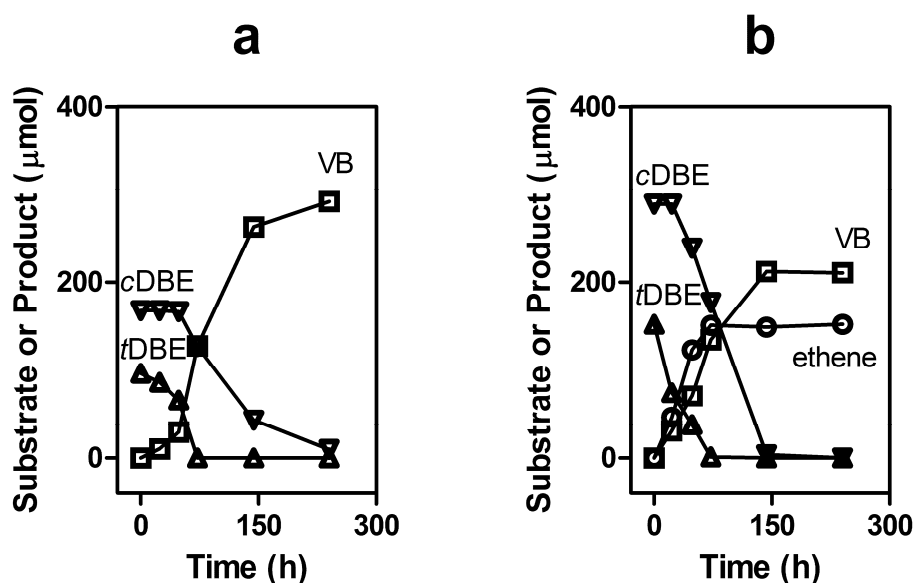 a
Substrate or Product (μmol)
400
200
0
VB
cDBE
tDBE
0
150
300
Time (h)
b
Substrate or Product (μmol)
400
200
0
cDBE
VB
tDBE
ethene
0
150
300
Time (h)